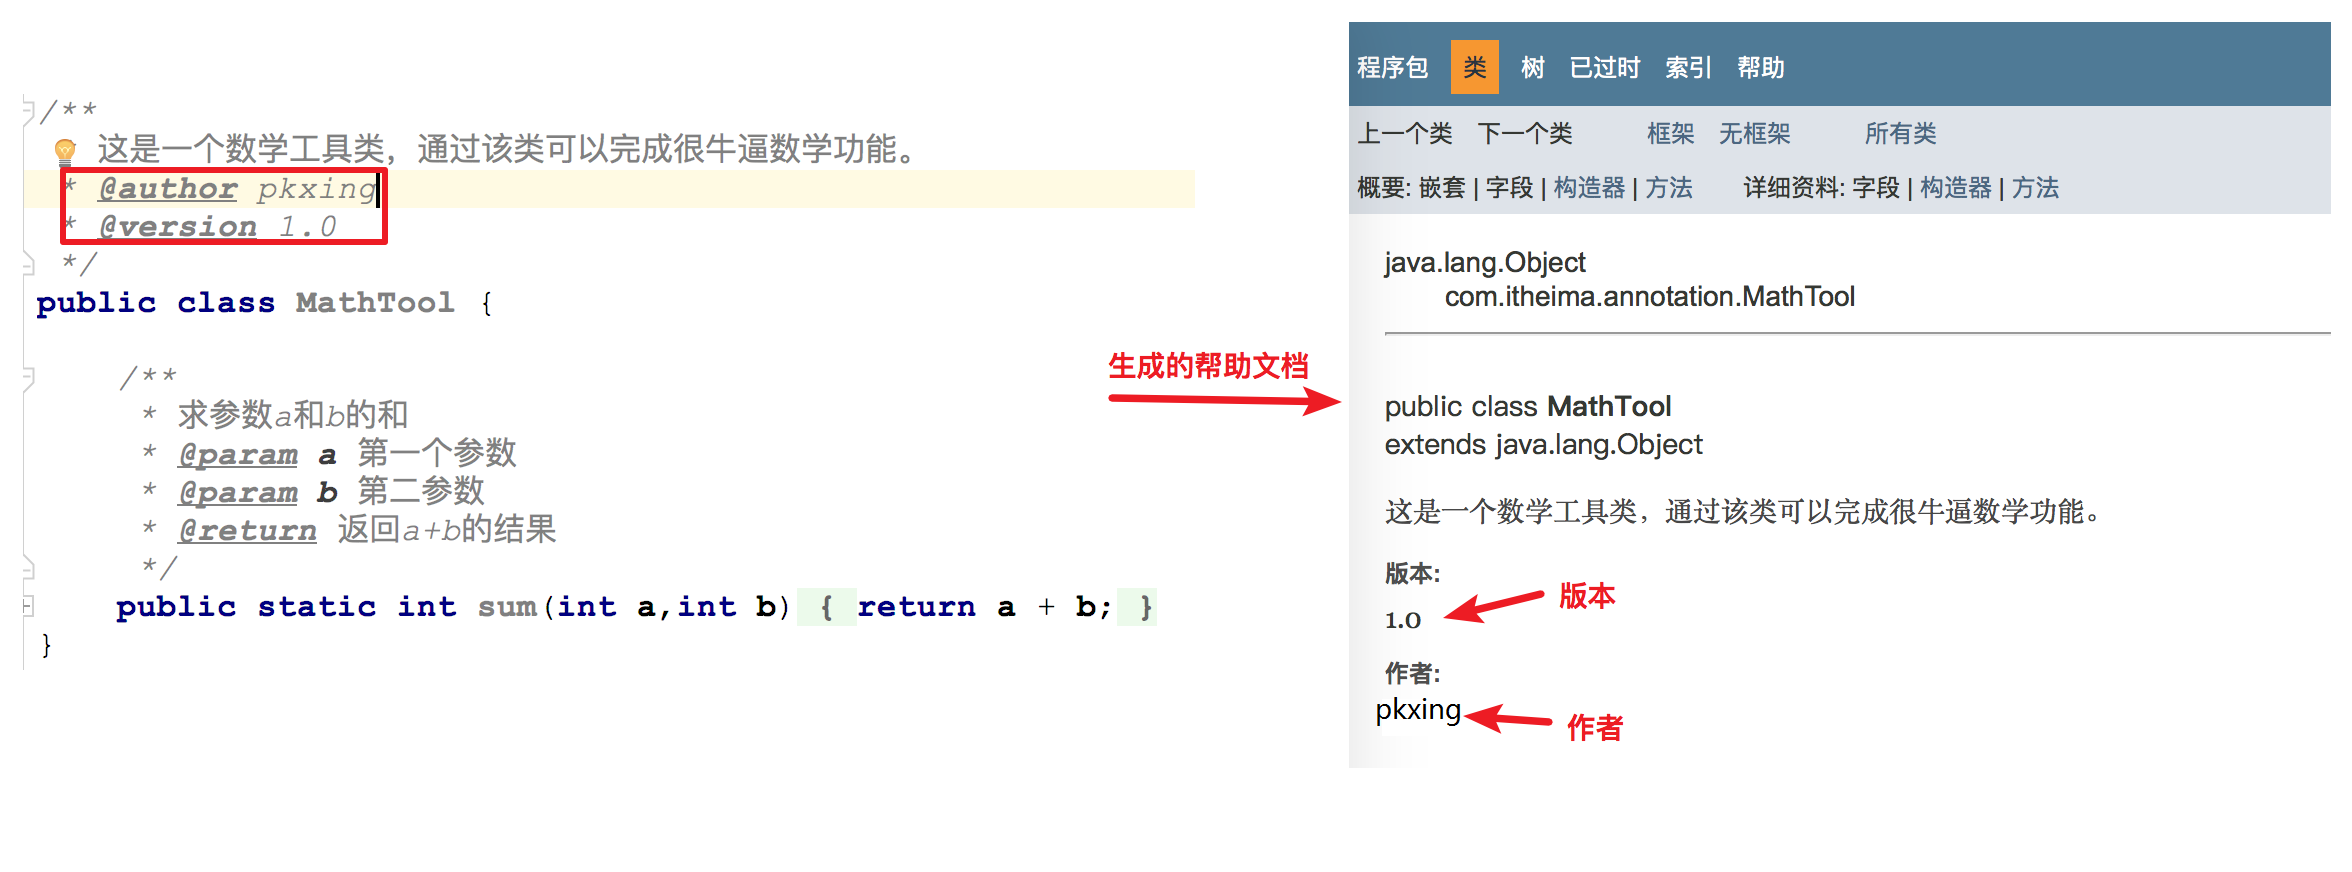 /**
这是一个数学工具类，通过该类可以完成很牛逼数学功能。
* @author pkxing
* @version 1.0
*/
public class MathTool {
/**
* 求参数a和b的和
* @param a 第一个参数
* @param b 第二参数
* @return 返回a+b的结果
*/
public static int sum(int a,int b) { return a + b; }
}
生成的帮助文档
程序包 类 树 已过时 索引 帮助
上一个类 下一个类 框架 无框架 所有类
概要: 嵌套 | 字段 | 构造器 | 方法 详细资料: 字段 | 构造器 | 方法
java.lang.Object
com.itheima.annotation.MathTool
public class MathTool
extends java.lang.Object
这是一个数学工具类，通过该类可以完成很牛逼数学功能。
版本:
1.0
版本
作者:
pkxing
作者